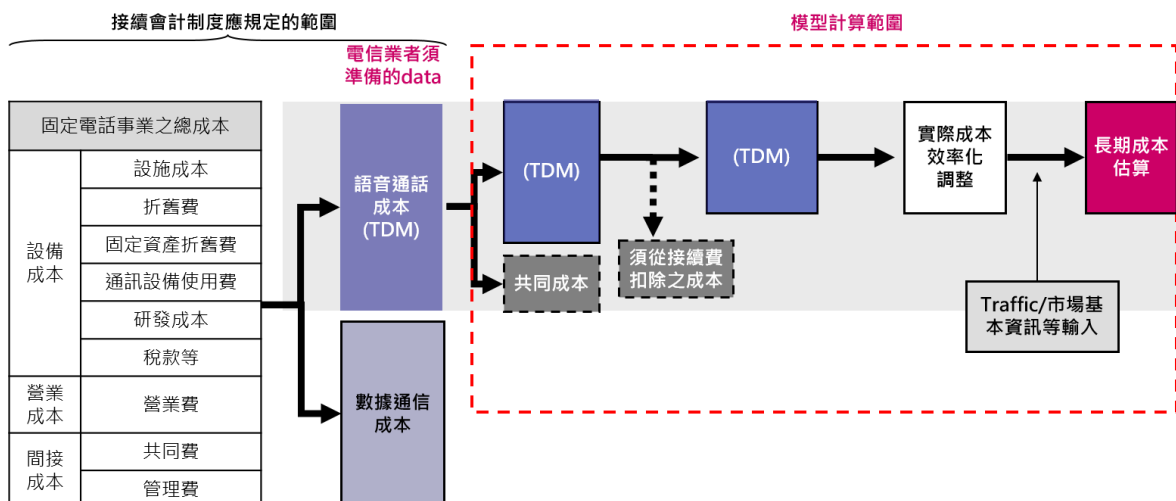 接續會計制度應規定的範圍
模型計算範圍
電信業者須
準備的data
固定電話事業之總成本
設備
成本
設施成本
折舊費
固定資產折舊費
通訊設備使用費
研發成本
稅款等
營業
成本
營業費
間接
成本
共同費
管理費
語音通話
成本
(TDM)
數據通信
成本
(TDM)
共同成本
須從接續費
扣除之成本
(TDM)
實際成本
效率化
調整
長期成本
估算
Traffic/市場基
本資訊等輸入